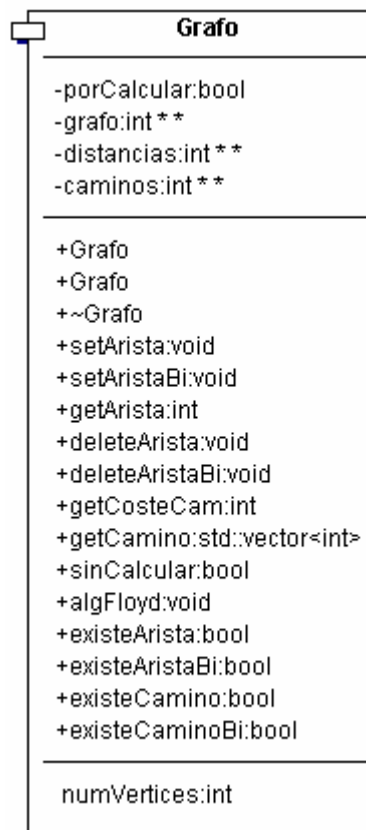 Grafo
-porCalcular:bool
-grafo:int**
-distancias:int**
-caminos:int**
+Grafo
+Grafo
+~Grafo
+setArista:void
+setAristaBi:void
+getArista:int
+deleteArista:void
+deleteAristaBi:void
+getCosteCam:int
+getCamino:std::vector<int>
+sinCalcular:bool
+algFloyd:void
+existeArista:bool
+existeAristaBi:bool
+existeCamino:bool
+existeCaminoBi:bool
numVertices:int